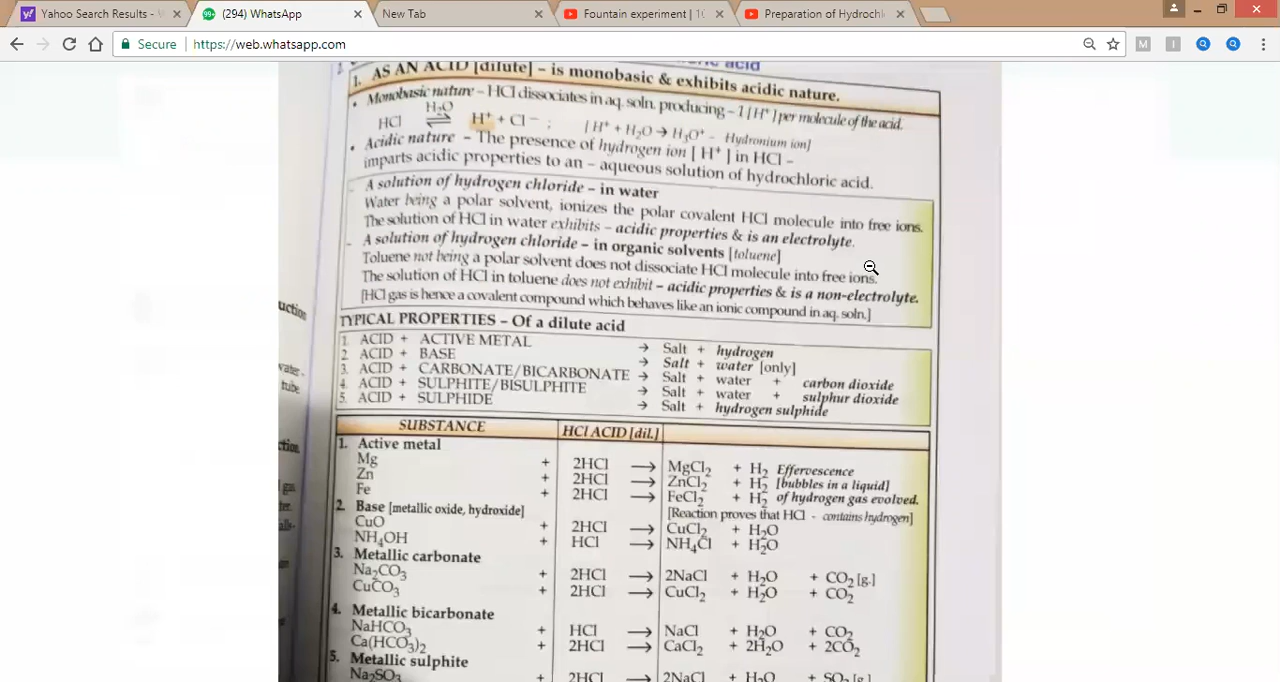 Yahoo Search Results -
(294) WhatsApp
New Tab
Fountain experiment | 1
Preparation of Hydrochl
99+
Secure
https://web.whatsapp.com
acid
1. AS AN ACID [dilute] – is monobasic & exhibits acidic nature.
• Monobasic nature – HCl dissociates in aq. soln. producing – 1 [H⁺] per molecule of the acid.
HCl ⇌ H₂O H⁺ + Cl⁻ ; [H⁺ + H₂O → H₃O⁺ – Hydronium ion]
• Acidic nature – The presence of hydrogen ion [ H⁺ ] in HCl –
imparts acidic properties to an – aqueous solution of hydrochloric acid.
– A solution of hydrogen chloride – in water
Water being a polar solvent, ionizes the polar covalent HCl molecule into free ions.
The solution of HCl in water exhibits – acidic properties & is an electrolyte.
– A solution of hydrogen chloride – in organic solvents [toluene]
Toluene not being a polar solvent does not dissociate HCl molecule into free ions.
The solution of HCl in toluene does not exhibit – acidic properties & is a non-electrolyte.
[HCl gas is hence a covalent compound which behaves like an ionic compound in aq. soln.]
TYPICAL PROPERTIES – Of a dilute acid
1. ACID + ACTIVE METAL → Salt + hydrogen
2. ACID + BASE → Salt + water [only]
3. ACID + CARBONATE/BICARBONATE → Salt + water + carbon dioxide
4. ACID + SULPHITE/BISULPHITE → Salt + water + sulphur dioxide
5. ACID + SULPHIDE → Salt + hydrogen sulphide
SUBSTANCE HCl ACID [dil.]
1. Active metal
Mg + 2HCl → MgCl₂ + H₂ Effervescence
Zn + 2HCl → ZnCl₂ + H₂ [bubbles in a liquid]
Fe + 2HCl → FeCl₂ + H₂ of hydrogen gas evolved.
2. Base [metallic oxide, hydroxide] [Reaction proves that HCl - contains hydrogen]
CuO + 2HCl → CuCl₂ + H₂O
NH₄OH + HCl → NH₄Cl + H₂O
3. Metallic carbonate
Na₂CO₃ + 2HCl → 2NaCl + H₂O + CO₂ [g.]
CuCO₃ + 2HCl → CuCl₂ + H₂O + CO₂
4. Metallic bicarbonate
NaHCO₃ + HCl → NaCl + H₂O + CO₂
Ca(HCO₃)₂ + 2HCl → CaCl₂ + 2H₂O + 2CO₂
5. Metallic sulphite
Na₂SO₃ + 2HCl → 2NaCl + H₂O + SO₂ [g.]
uction
water-
tube
ction.
gas